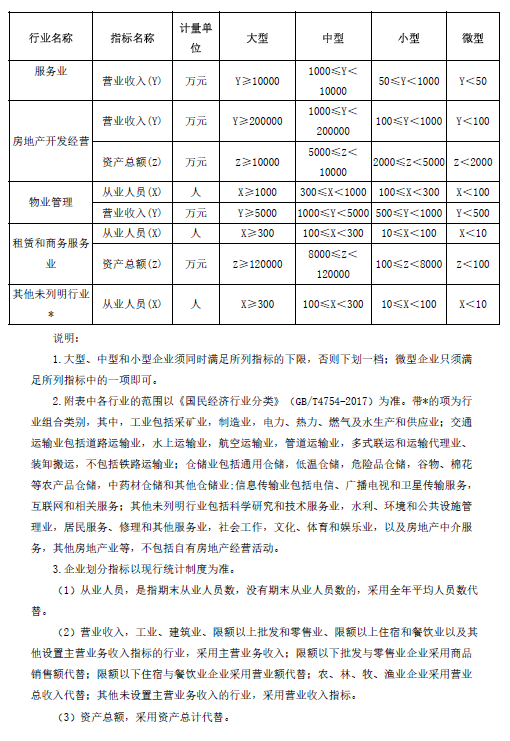 行业名称 指标名称 计量单位 大型 中型 小型 微型
服务业 营业收入(Y) 万元 Y≥10000 1000≤Y＜10000 50≤Y＜1000 Y＜50
房地产开发经营 营业收入(Y) 万元 Y≥200000 1000≤Y＜200000 100≤Y＜1000 Y＜100
资产总额(Z) 万元 Z≥10000 5000≤Z＜10000 2000≤Z＜5000 Z＜2000
物业管理 从业人员(X) 人 X≥1000 300≤X＜1000 100≤X＜300 X＜100
营业收入(Y) 万元 Y≥5000 1000≤Y＜5000 500≤Y＜1000 Y＜500
租赁和商务服务业 从业人员(X) 人 X≥300 100≤X＜300 10≤X＜100 X＜10
资产总额(Z) 万元 Z≥120000 8000≤Z＜120000 100≤Z＜8000 Z＜100
其他未列明行业* 从业人员(X) 人 X≥300 100≤X＜300 10≤X＜100 X＜10
说明：
1.大型、中型和小型企业须同时满足所列指标的下限，否则下划一档；微型企业只须满
足所列指标中的一项即可。
2.附表中各行业的范围以《国民经济行业分类》（GB/T4754-2017）为准。带*的项为行
业组合类别，其中，工业包括采矿业，制造业，电力、热力、燃气及水生产和供应业；交通
运输业包括道路运输业，水上运输业，航空运输业，管道运输业，多式联运和运输代理业、
装卸搬运，不包括铁路运输业；仓储业包括通用仓储，低温仓储，危险品仓储，谷物、棉花
等农产品仓储，中药材仓储和其他仓储业;信息传输业包括电信、广播电视和卫星传输服务，
互联网和相关服务；其他未列明行业包括科学研究和技术服务业，水利、环境和公共设施管
理业，居民服务、修理和其他服务业，社会工作，文化、体育和娱乐业，以及房地产中介服
务，其他房地产业等，不包括自有房地产经营活动。
3.企业划分指标以现行统计制度为准。
（1）从业人员，是指期末从业人员数，没有期末从业人员数的，采用全年平均人员数代
替。
（2）营业收入，工业、建筑业、限额以上批发和零售业、限额以上住宿和餐饮业以及其
他设置主营业务收入指标的行业，采用主营业务收入；限额以下批发与零售业企业采用商品
销售额代替；限额以下住宿与餐饮业企业采用营业额代替；农、林、牧、渔业企业采用营业
总收入代替；其他未设置主营业务收入的行业，采用营业收入指标。
（3）资产总额，采用资产总计代替。